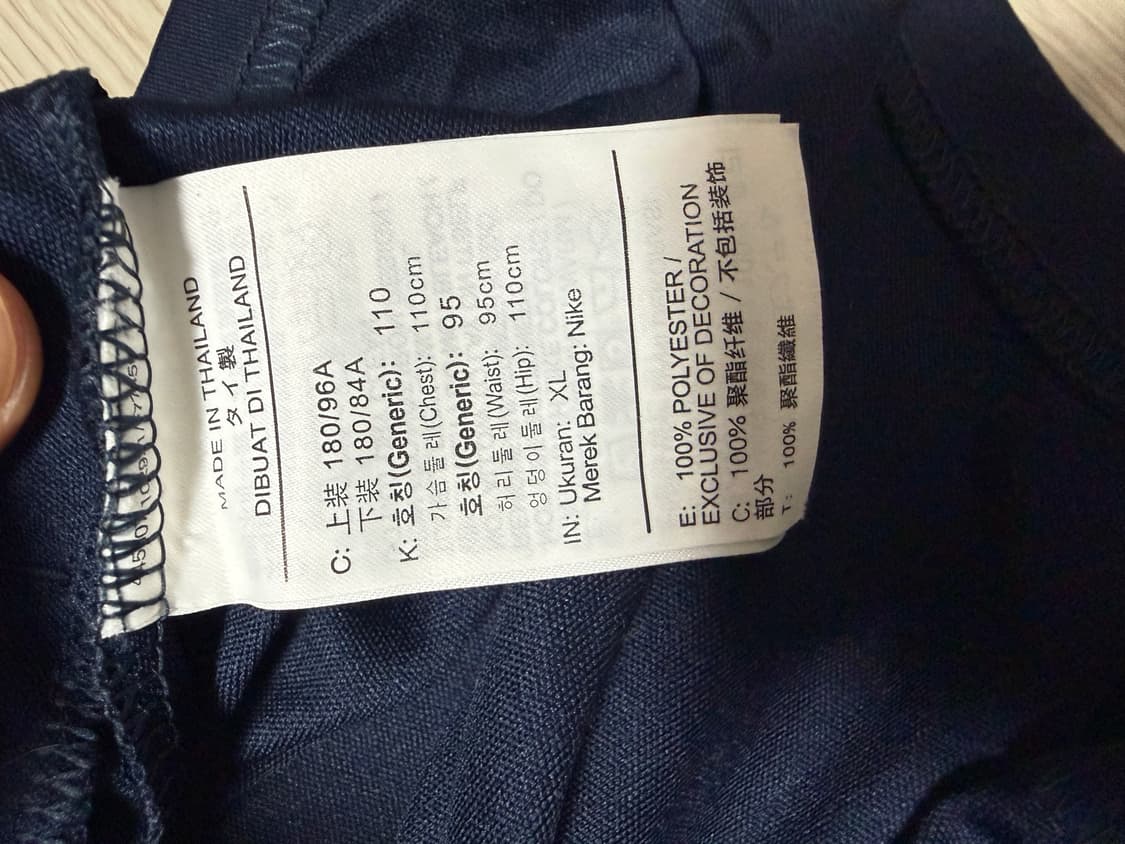 MADE IN THAILAND
タイ製
DIBUAT DI THAILAND
C: 上装 180/96A
下装 180/84A
K: 호칭(Generic): 110
가슴둘레(Chest): 110cm
호칭(Generic): 95
허리둘레(Waist): 95cm
엉덩이둘레(Hip): 110cm
IN: Ukuran: XL
Merek Barang: Nike
E: 100% POLYESTER /
EXCLUSIVE OF DECORATION
C: 100% 聚酯纤维 / 不包括装饰
部分
T: 100% 聚酯纖維